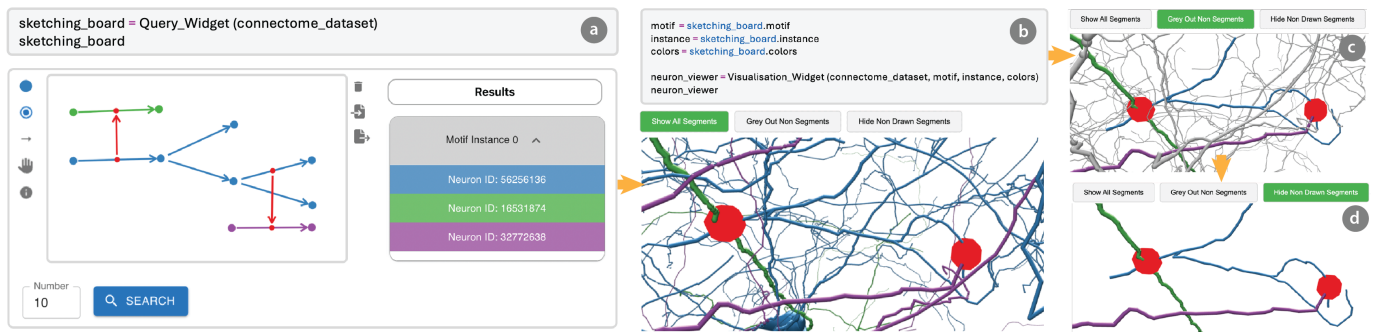 sketching_board = Query_Widget (connectome_dataset)
sketching_board
a
Results
Motif Instance 0
Neuron ID: 56256136
Neuron ID: 16531874
Neuron ID: 32772638
Number
10
SEARCH
motif = sketching_board.motif
instance = sketching_board.instance
colors = sketching_board.colors
neuron_viewer = Visualisation_Widget (connectome_dataset, motif, instance, colors)
neuron_viewer
b
Show All Segments
Grey Out Non Segments
Hide Non Drawn Segments
Show All Segments
Grey Out Non Segments
Hide Non Drawn Segments
c
Show All Segments
Grey Out Non Segments
Hide Non Drawn Segments
d